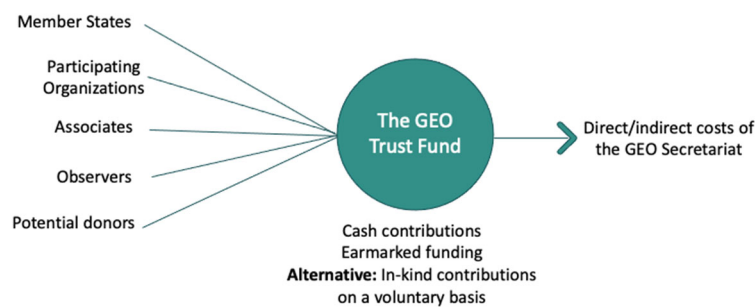 Member States
Participating
Organizations
Associates
Observers
Potential donors
The GEO
Trust Fund
Cash contributions
Earmarked funding
Alternative: In-kind contributions
on a voluntary basis
Direct/indirect costs of
the GEO Secretariat